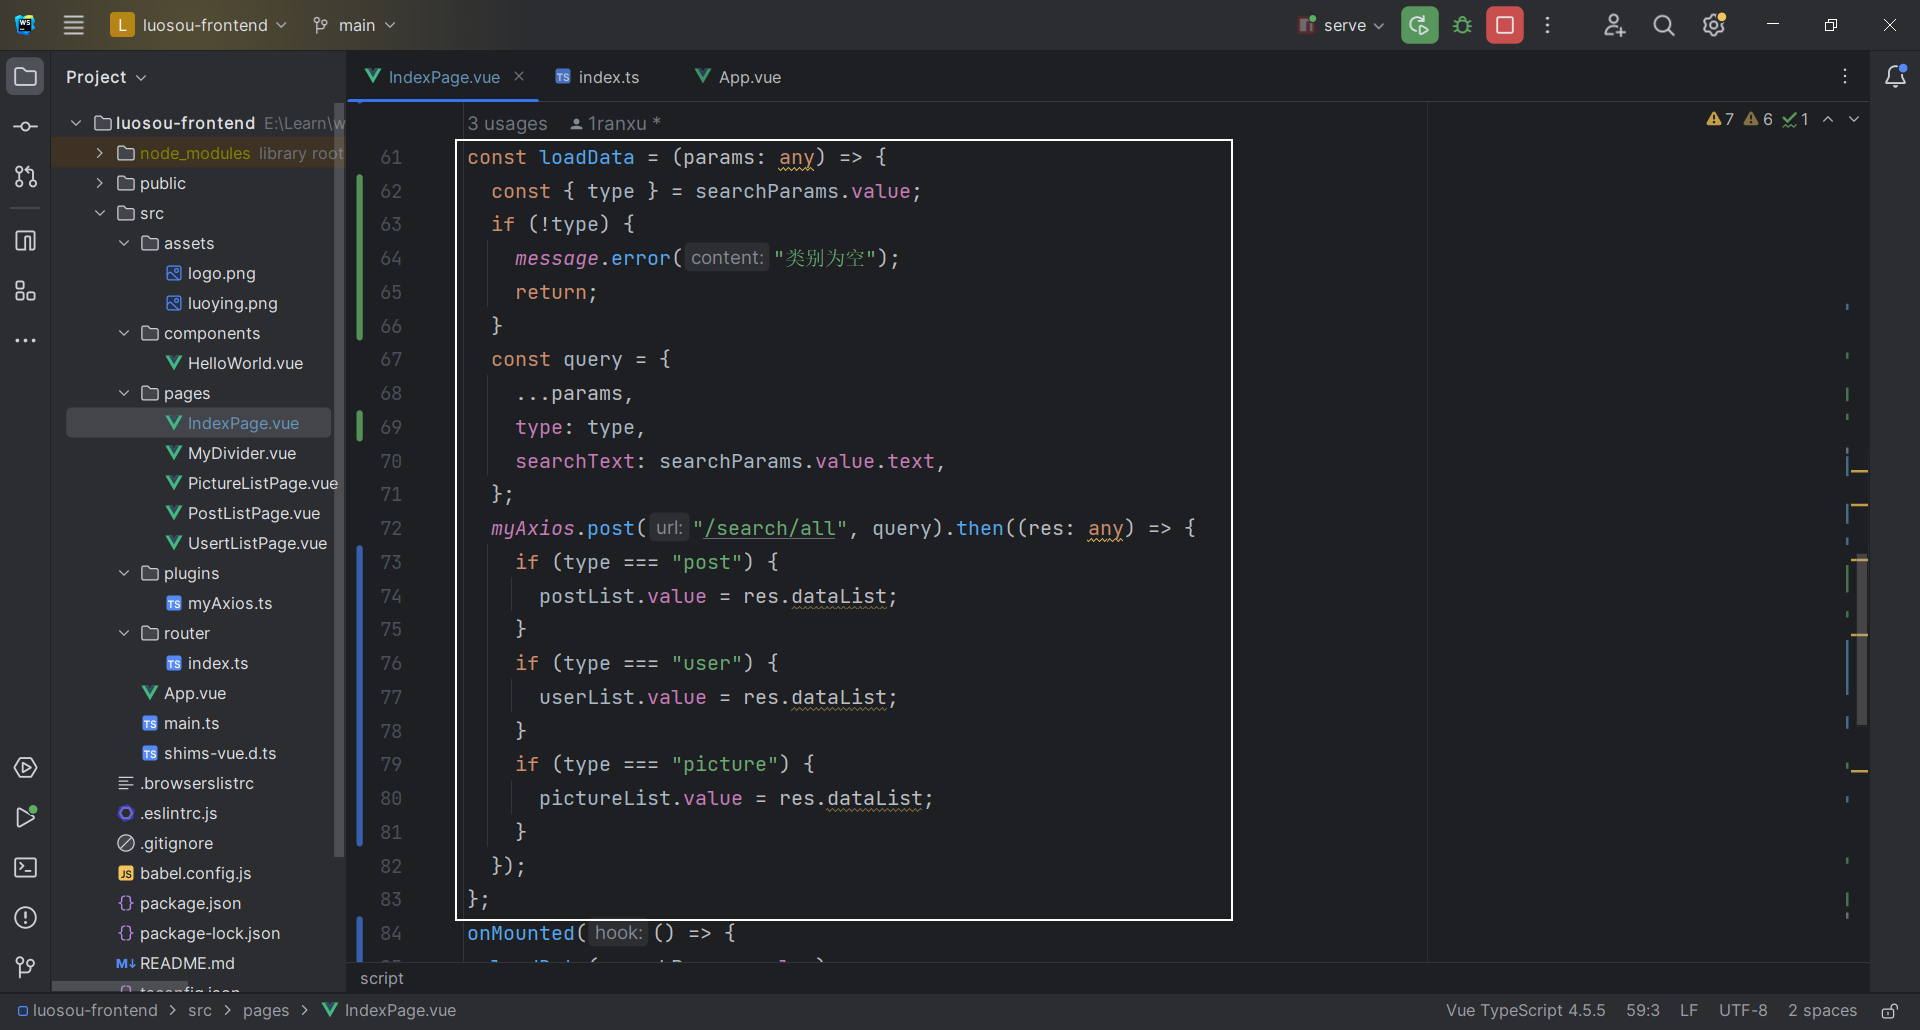 L luosou-frontend main serve
Project
IndexPage.vue index.ts App.vue
luosou-frontend E:\Learn\w
node_modules library root
public
src
assets
logo.png
luoying.png
components
HelloWorld.vue
pages
IndexPage.vue
MyDivider.vue
PictureListPage.vue
PostListPage.vue
UsertListPage.vue
plugins
myAxios.ts
router
index.ts
App.vue
main.ts
shims-vue.d.ts
.browserslistrc
.eslintrc.js
.gitignore
babel.config.js
package.json
package-lock.json
README.md
tsconfig.json
3 usages 1ranxu *
7 6 1
61 const loadData = (params: any) => {
62 const { type } = searchParams.value;
63 if (!type) {
64 message.error( content: "类别为空");
65 return;
66 }
67 const query = {
68 ...params,
69 type: type,
70 searchText: searchParams.value.text,
71 };
72 myAxios.post( url: "/search/all", query).then((res: any) => {
73 if (type === "post") {
74 postList.value = res.dataList;
75 }
76 if (type === "user") {
77 userList.value = res.dataList;
78 }
79 if (type === "picture") {
80 pictureList.value = res.dataList;
81 }
82 });
83 };
84 onMounted( hook: () => {
script
luosou-frontend > src > pages > IndexPage.vue
Vue TypeScript 4.5.5 59:3 LF UTF-8 2 spaces